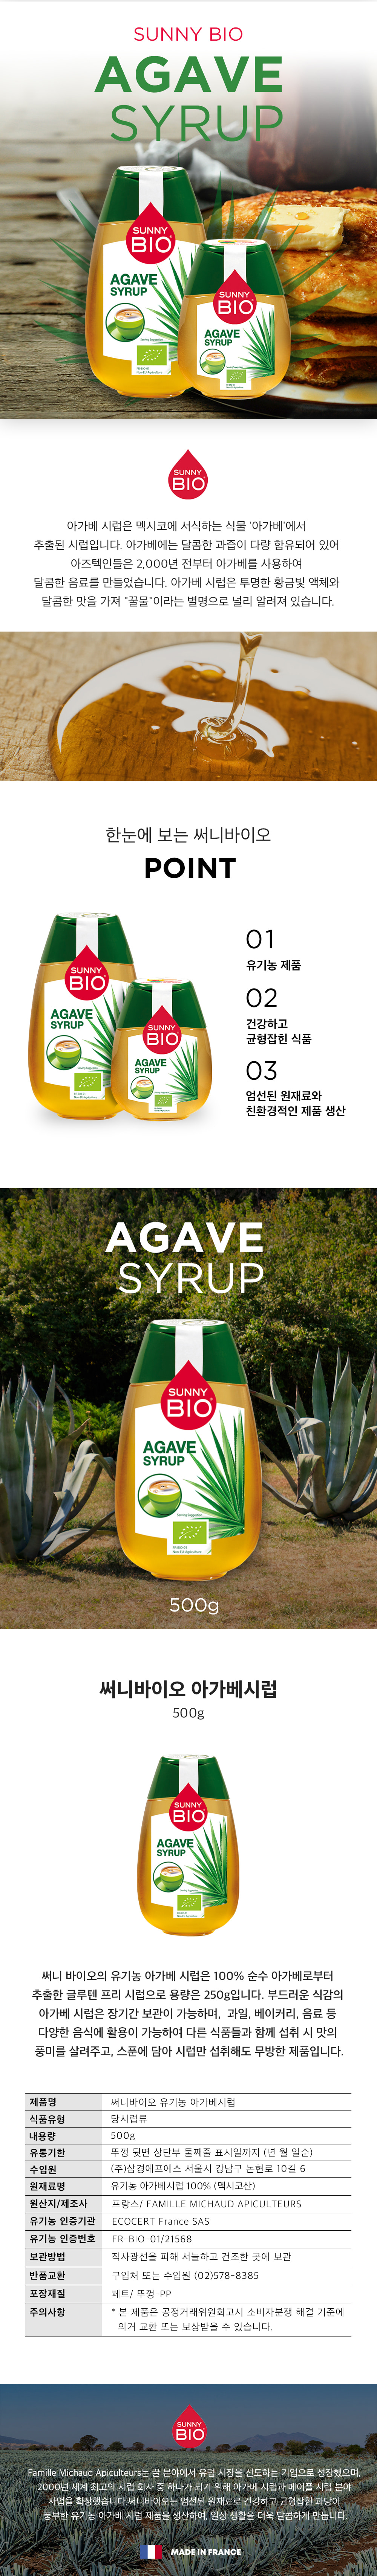 SUNNY BIO
AGAVE
SYRUP
SUNNY
BIO
AGAVE
SYRUP
SUNNY
BIO
AGAVE
SYRUP
SUNNY
BIO
아가베 시럽은 멕시코에 서식하는 식물 '아가베'에서
추출된 시럽입니다. 아가베에는 달콤한 과즙이 다량 함유되어 있어
아즈텍인들은 2,000년 전부터 아가베를 사용하여
달콤한 음료를 만들었습니다. 아가베 시럽은 투명한 황금빛 액체와
달콤한 맛을 가져 "꿀물"이라는 별명으로 널리 알려져 있습니다.
한눈에 보는 써니바이오
POINT
SUNNY
BIO
AGAVE
SYRUP
SUNNY
BIO
AGAVE
SYRUP
01
유기농 제품
02
건강하고
균형잡힌 식품
03
엄선된 원재료와
친환경적인 제품 생산
AGAVE
SYRUP
SUNNY
BIO
AGAVE
SYRUP
500g
써니바이오 아가베시럽
500g
SUNNY
BIO
AGAVE
SYRUP
써니 바이오의 유기농 아가베 시럽은 100% 순수 아가베로부터
추출한 글루텐 프리 시럽으로 용량은 250g입니다. 부드러운 식감의
아가베 시럽은 장기간 보관이 가능하며, 과일, 베이커리, 음료 등
다양한 음식에 활용이 가능하여 다른 식품들과 함께 섭취 시 맛의
풍미를 살려주고, 스푼에 담아 시럽만 섭취해도 무방한 제품입니다.
제품명 써니바이오 유기농 아가베시럽
식품유형 당시럽류
내용량 500g
유통기한 뚜껑 뒷면 상단부 둘째줄 표시일까지 (년 월 일순)
수입원 (주)삼경에프에스 서울시 강남구 논현로 10길 6
원재료명 유기농 아가베시럽 100% (멕시코산)
원산지/제조사 프랑스/ FAMILLE MICHAUD APICULTEURS
유기농 인증기관 ECOCERT France SAS
유기농 인증번호 FR-BIO-01/21568
보관방법 직사광선을 피해 서늘하고 건조한 곳에 보관
반품교환 구입처 또는 수입원 (02)578-8385
포장재질 페트/ 뚜껑-PP
주의사항 * 본 제품은 공정거래위원회고시 소비자분쟁 해결 기준에
의거 교환 또는 보상받을 수 있습니다.
SUNNY
BIO
Famille Michaud Apiculteurs는 꿀 분야에서 유럽 시장을 선도하는 기업으로 성장했으며,
2000년 세계 최고의 시럽 회사 중 하나가 되기 위해 아가베 시럽과 메이플 시럽 분야
사업을 확장했습니다. 써니바이오는 엄선된 원재료로 건강하고 균형잡힌 과당이
풍부한 유기농 아가베 시럽 제품을 생산하여, 일상 생활을 더욱 달콤하게 만듭니다.
MADE IN FRANCE